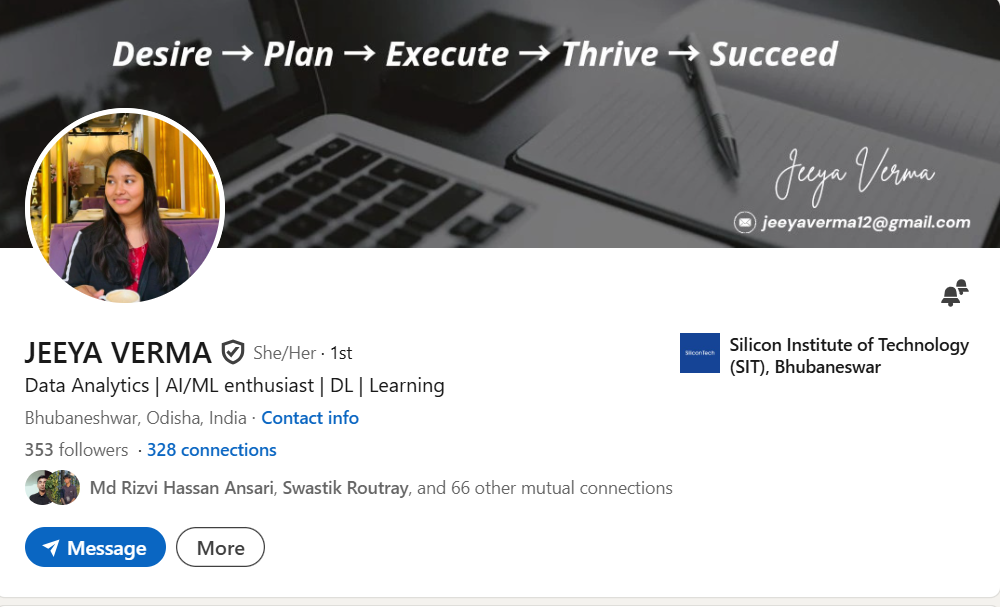 Desire → Plan → Execute → Thrive → Succeed
Jeeya Verma
jeeyaverma12@gmail.com
JEEYA VERMA She/Her · 1st
Data Analytics | AI/ML enthusiast | DL | Learning
Bhubaneshwar, Odisha, India · Contact info
353 followers · 328 connections
Md Rizvi Hassan Ansari, Swastik Routray, and 66 other mutual connections
Message
More
SiliconTech
Silicon Institute of Technology
(SIT), Bhubaneswar